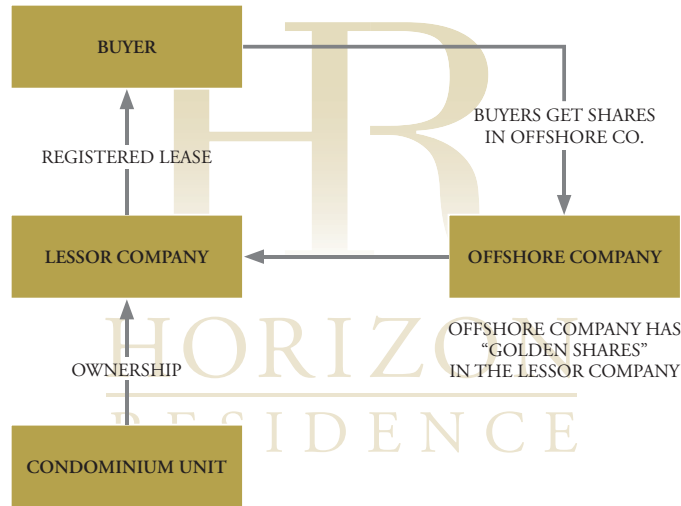 BUYER
BUYERS GET SHARES
IN OFFSHORE CO.
REGISTERED LEASE
HR
LESSOR COMPANY
OFFSHORE COMPANY
OFFSHORE COMPANY HAS
“GOLDEN SHARES”
IN THE LESSOR COMPANY
HORIZON
OWNERSHIP
RESIDENCE
CONDOMINIUM UNIT